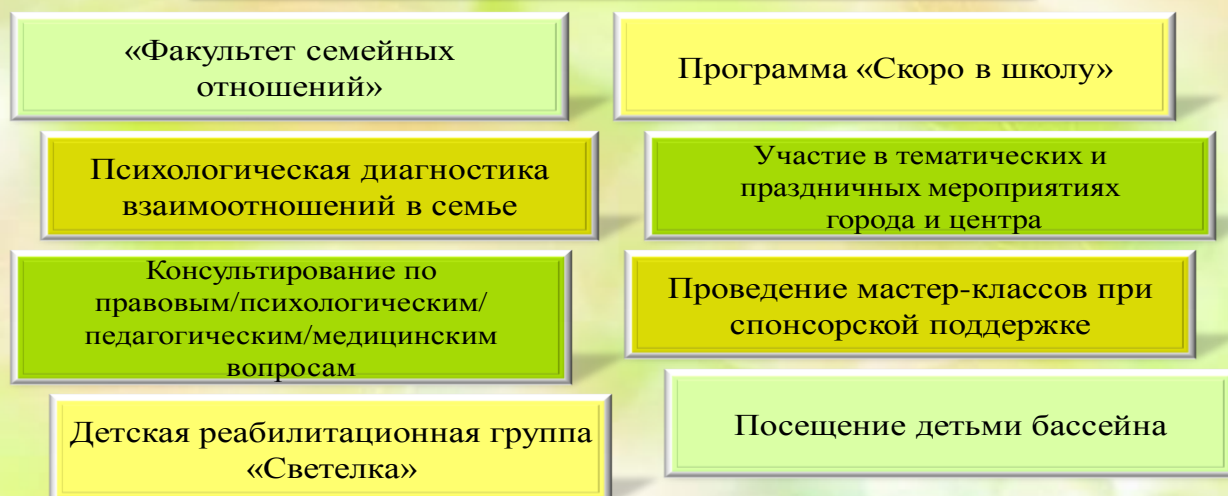 «Факультет семейных
отношений»
Программа «Скоро в школу»
Психологическая диагностика
взаимоотношений в семье
Участие в тематических и
праздничных мероприятиях
города и центра
Консультирование по
правовым/психологическим/
педагогическим/медицинским
вопросам
Проведение мастер-классов при
спонсорской поддержке
Детская реабилитационная группа
«Светелка»
Посещение детьми бассейна